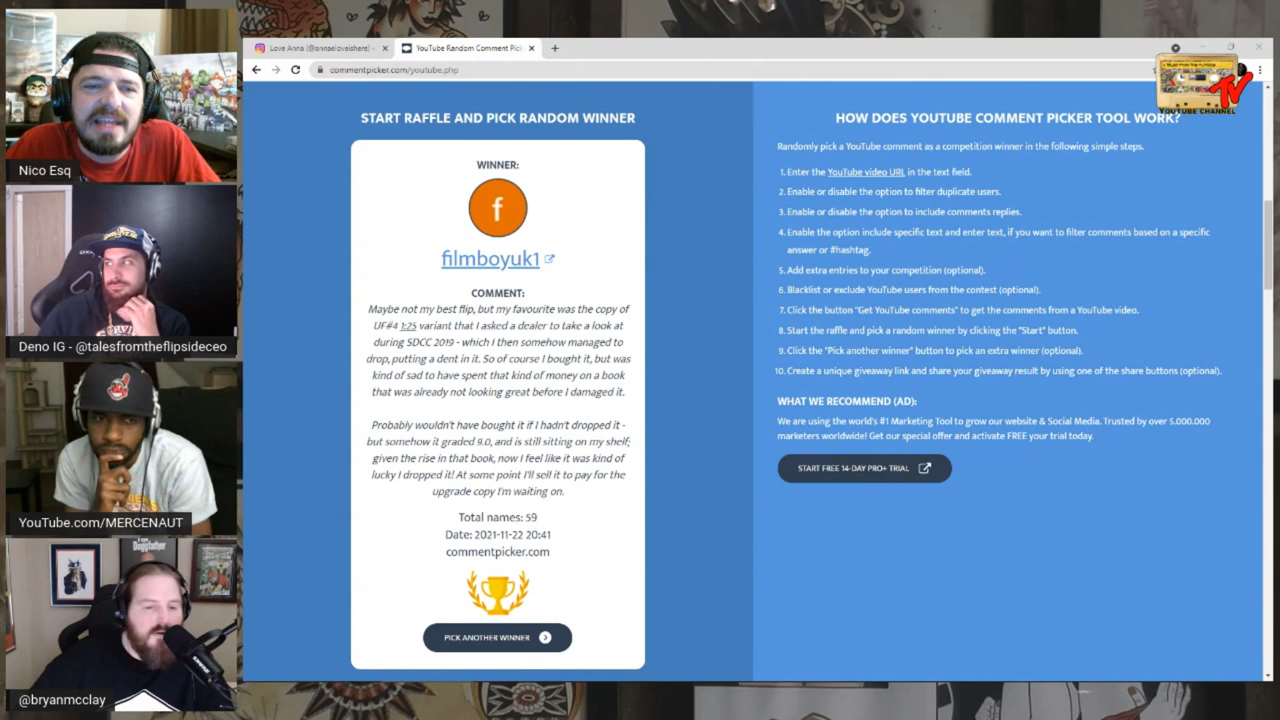 Nico Esq
Deno IG - @talesfromtheflipsideceo
YouTube.com/MERCENAUT
@bryanmcclay
Love Anna (@annaeloveishere) -
YouTube Random Comment Pick
commentpicker.com/youtube.php
TV
YOUTUBE CHANNEL
START RAFFLE AND PICK RANDOM WINNER
WINNER:
f
filmboyuk1
COMMENT:
Maybe not my best flip, but my favourite was the copy of
UF#4 1:25 variant that I asked a dealer to take a look at
during SDCC 2019 - which I then somehow managed to
drop, putting a dent in it. So of course I bought it, but was
kind of sad to have spent that kind of money on a book
that was already not looking great before I damaged it.
Probably wouldn't have bought it if I hadn't dropped it -
but somehow it graded 9.0, and is still sitting on my shelf;
given the rise in that book, now I feel like it was kind of
lucky I dropped it! At some point I'll sell it to pay for the
upgrade copy I'm waiting on.
Total names: 59
Date: 2021-11-22 20:41
commentpicker.com
PICK ANOTHER WINNER
HOW DOES YOUTUBE COMMENT PICKER TOOL WORK?
Randomly pick a YouTube comment as a competition winner in the following simple steps.
1. Enter the YouTube video URL in the text field.
2. Enable or disable the option to filter duplicate users.
3. Enable or disable the option to include comments replies.
4. Enable the option include specific text and enter text, if you want to filter comments based on a specific
answer or #hashtag.
5. Add extra entries to your competition (optional).
6. Blacklist or exclude YouTube users from the contest (optional).
7. Click the button "Get YouTube comments" to get the comments from a YouTube video.
8. Start the raffle and pick a random winner by clicking the "Start" button.
9. Click the "Pick another winner" button to pick an extra winner (optional).
10. Create a unique giveaway link and share your giveaway result by using one of the share buttons (optional).
WHAT WE RECOMMEND (AD):
We are using the world's #1 Marketing Tool to grow our website & Social Media. Trusted by over 5.000.000
marketers worldwide! Get our special offer and activate FREE your trial today.
START FREE 14-DAY PRO+ TRIAL